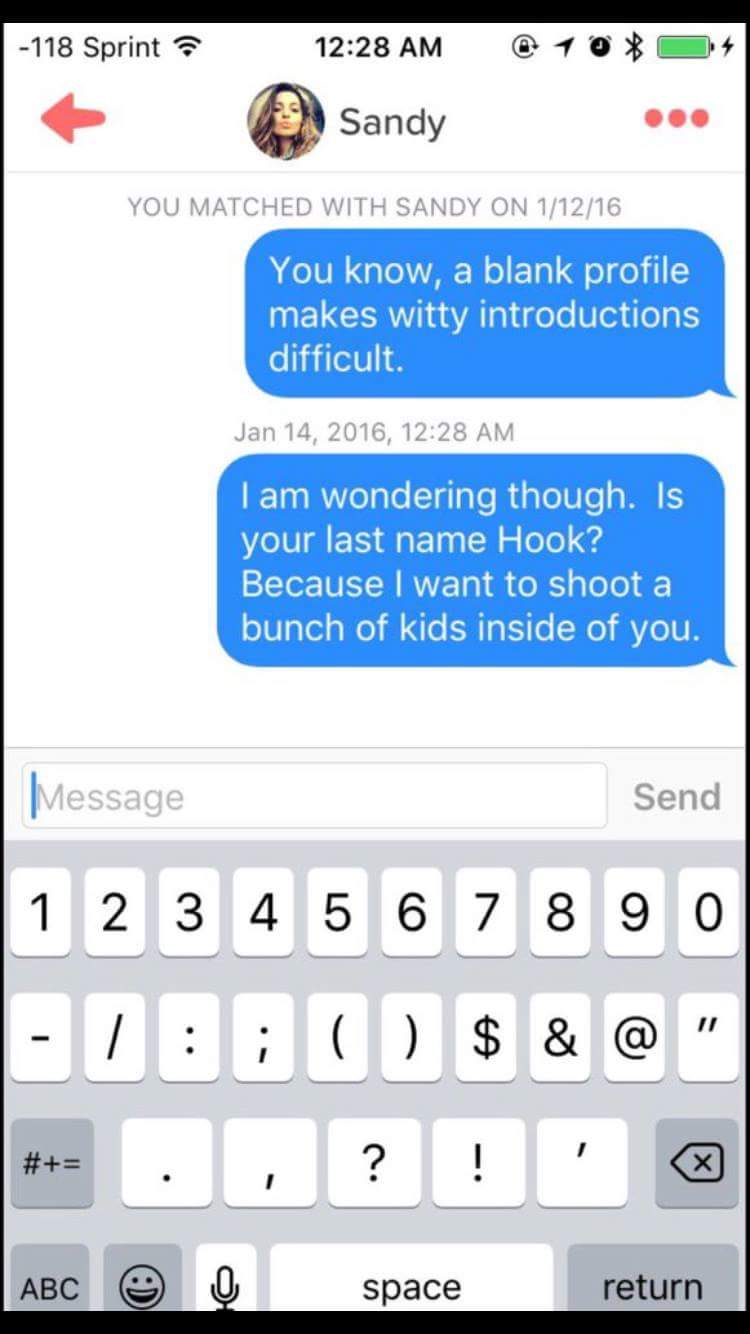 -118 Sprint 12:28 AM
Sandy
YOU MATCHED WITH SANDY ON 1/12/16
You know, a blank profile
makes witty introductions
difficult.
Jan 14, 2016, 12:28 AM
I am wondering though.  Is
your last name Hook?
Because I want to shoot a
bunch of kids inside of you.
Message Send
1 2 3 4 5 6 7 8 9 0
- / : ; ( ) $ & @ "
#+= . , ? ! '
ABC space return